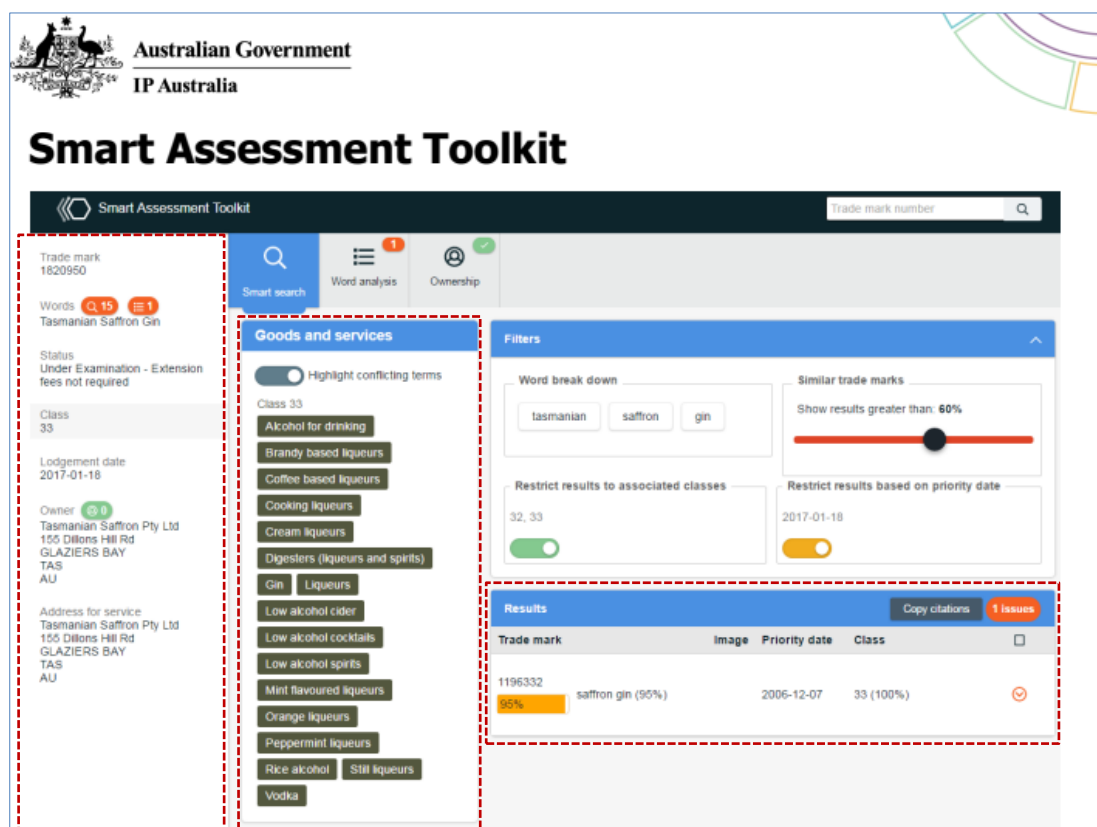 Australian Government
IP Australia
Smart Assessment Toolkit
Smart Assessment Toolkit
Trade mark number
Trade mark
1820950
Words 15 1
Tasmanian Saffron Gin
Status
Under Examination - Extension
fees not required
Class
33
Lodgement date
2017-01-18
Owner 0
Tasmanian Saffron Pty Ltd
155 Dillons Hill Rd
GLAZIERS BAY
TAS
AU
Address for service
Tasmanian Saffron Pty Ltd
155 Dillons Hill Rd
GLAZIERS BAY
TAS
AU
Smart search
1
Word analysis
Ownership
Goods and services
Highlight conflicting terms
Class 33
Alcohol for drinking
Brandy based liqueurs
Coffee based liqueurs
Cooking liqueurs
Cream liqueurs
Digesters (liqueurs and spirits)
Gin Liqueurs
Low alcohol cider
Low alcohol cocktails
Low alcohol spirits
Mint flavoured liqueurs
Orange liqueurs
Peppermint liqueurs
Rice alcohol Still liqueurs
Vodka
Filters
Word break down
tasmanian saffron gin
Similar trade marks
Show results greater than: 60%
Restrict results to associated classes
32, 33
Restrict results based on priority date
2017-01-18
Results Copy citations 1 issues
Trade mark Image Priority date Class
1196332
95% saffron gin (95%) 2006-12-07 33 (100%)